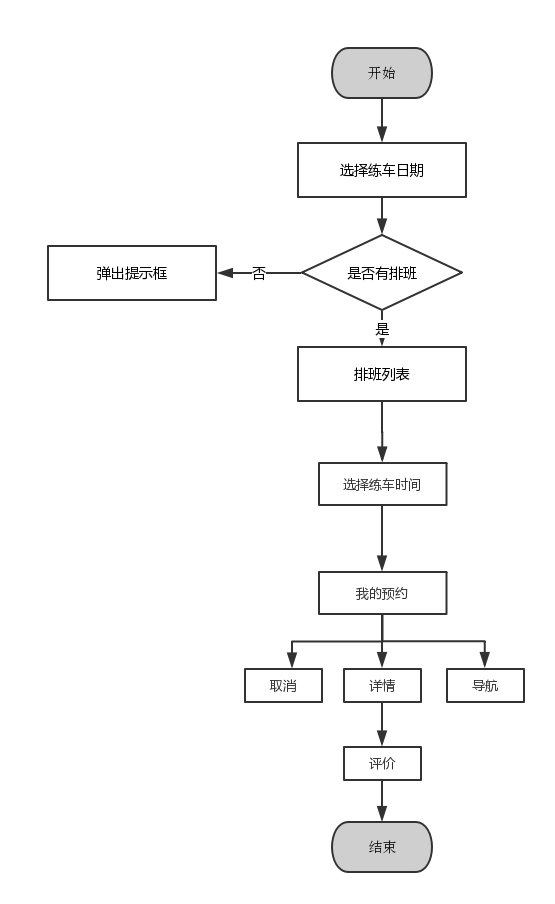 开始
选择练车日期
弹出提示框
否
是否有排班
是
排班列表
选择练车时间
我的预约
取消
详情
导航
评价
结束